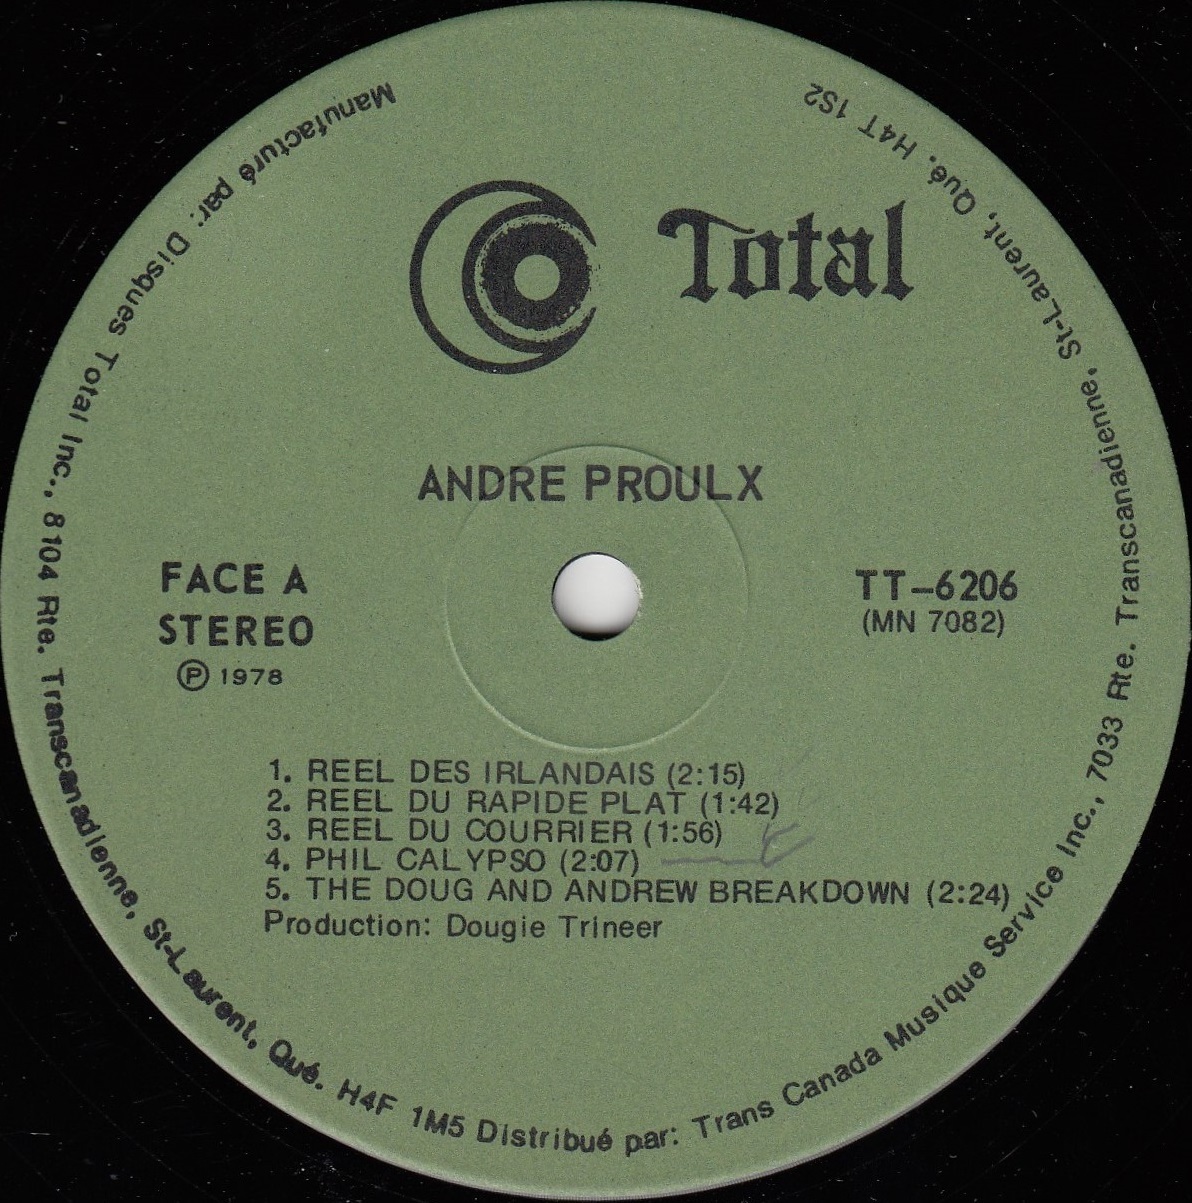 Total
ANDRE PROULX
FACE A
STEREO
Ⓟ 1978
TT-6206
(MN 7082)
1. REEL DES IRLANDAIS (2:15)
2. REEL DU RAPIDE PLAT (1:42)
3. REEL DU COURRIER (1:56)
4. PHIL CALYPSO (2:07)
5. THE DOUG AND ANDREW BREAKDOWN (2:24)
Production: Dougie Trineer
Manufacturé par: Disques Total Inc., 8104 Rte. Transcanadienne, St-Laurent, Qué. H4F 1M5 Distribué par: Trans Canada Musique Service Inc., 7033 Rte. Transcanadienne, St-Laurent, Qué. H4T 1S2